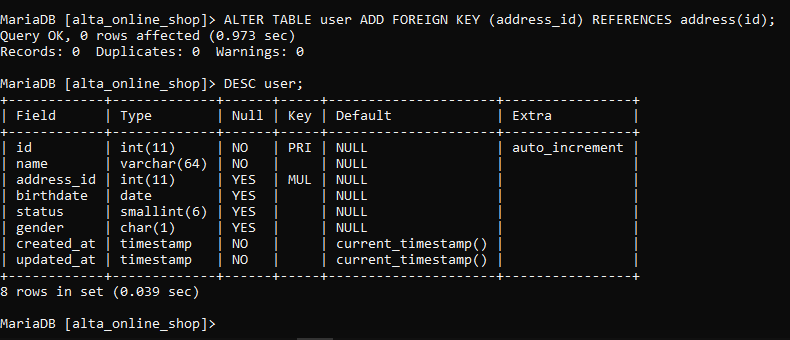 MariaDB [alta_online_shop]> ALTER TABLE user ADD FOREIGN KEY (address_id) REFERENCES address(id);
Query OK, 0 rows affected (0.973 sec)
Records: 0  Duplicates: 0  Warnings: 0

MariaDB [alta_online_shop]> DESC user;
+------------+-------------+------+-----+---------------------+----------------+
| Field      | Type        | Null | Key | Default             | Extra          |
+------------+-------------+------+-----+---------------------+----------------+
| id         | int(11)     | NO   | PRI | NULL                | auto_increment |
| name       | varchar(64) | NO   |     | NULL                |                |
| address_id | int(11)     | YES  | MUL | NULL                |                |
| birthdate  | date        | YES  |     | NULL                |                |
| status     | smallint(6) | YES  |     | NULL                |                |
| gender     | char(1)     | YES  |     | NULL                |                |
| created_at | timestamp   | NO   |     | current_timestamp() |                |
| updated_at | timestamp   | NO   |     | current_timestamp() |                |
+------------+-------------+------+-----+---------------------+----------------+
8 rows in set (0.039 sec)

MariaDB [alta_online_shop]>